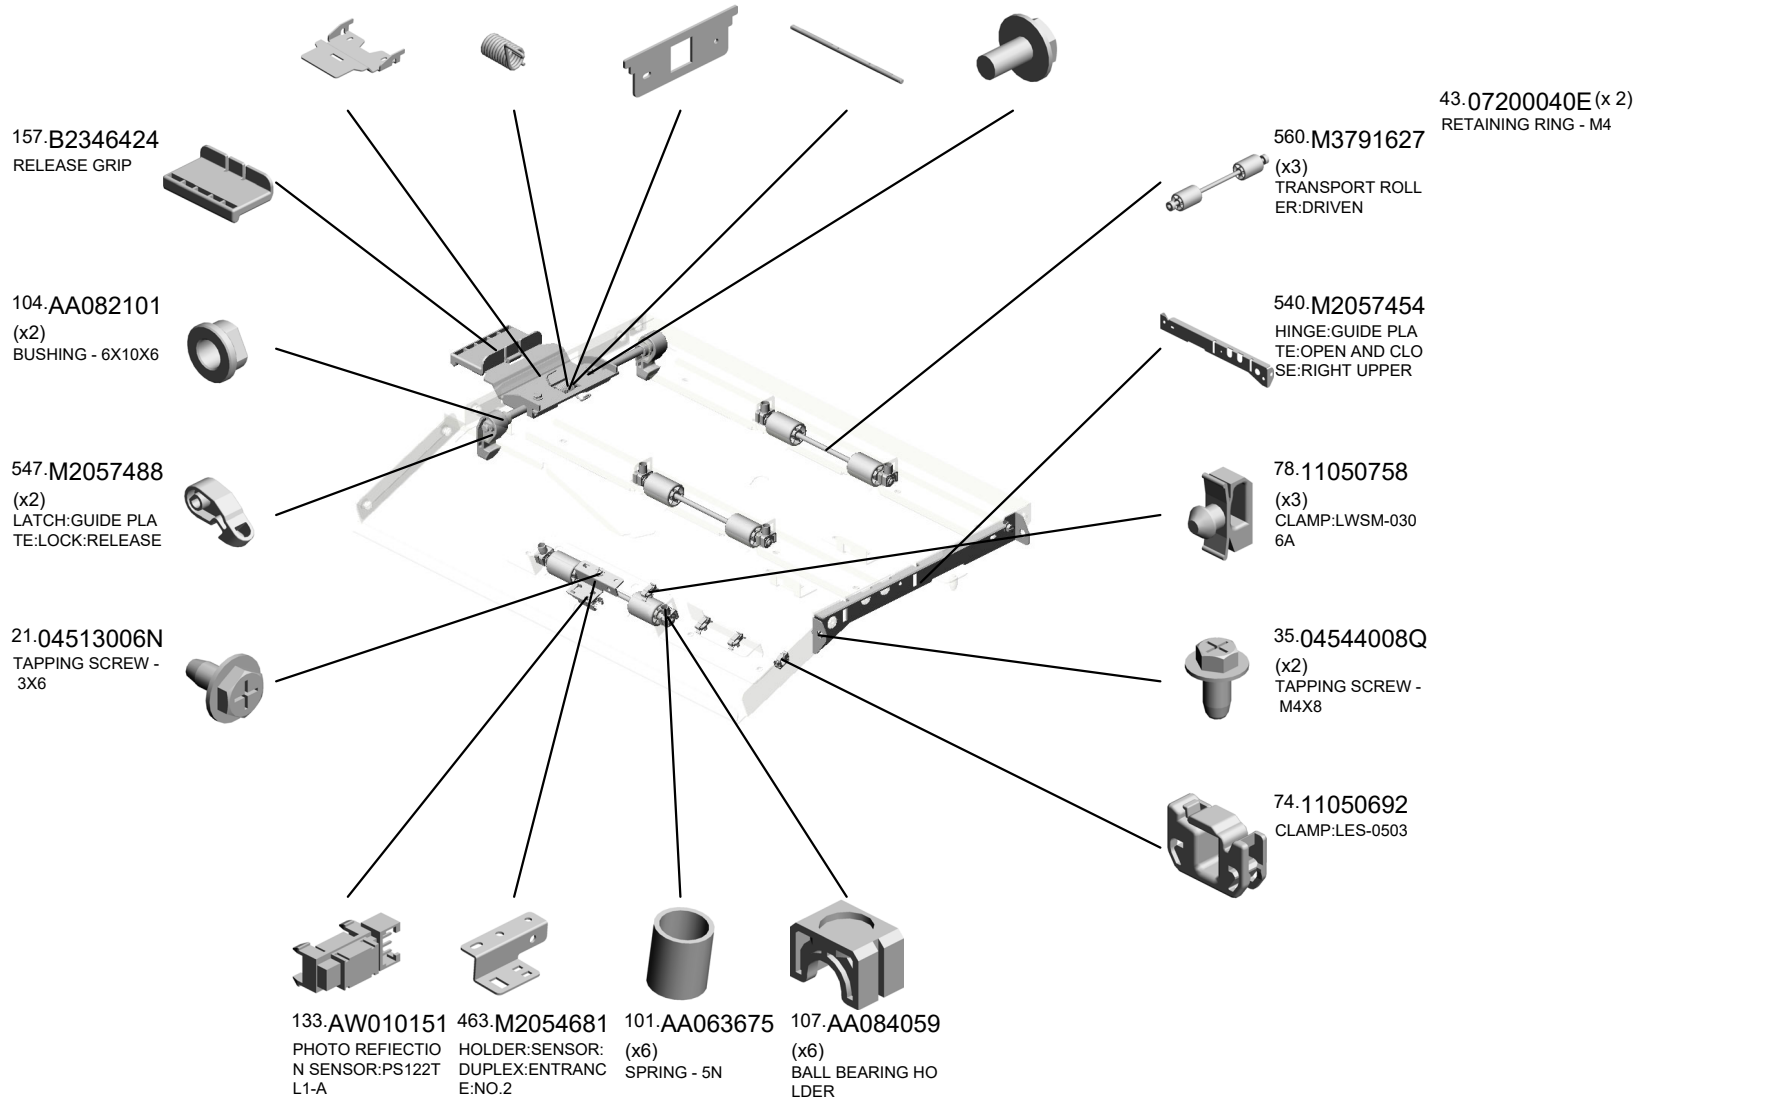 157.B2346424
RELEASE GRIP
104.AA082101
(x2)
BUSHING - 6X10X6
547.M2057488
(x2)
LATCH:GUIDE PLA
TE:LOCK:RELEASE
21.04513006N
TAPPING SCREW -
3X6
43.07200040E (x 2)
RETAINING RING - M4
560.M3791627
(x3)
TRANSPORT ROLL
ER:DRIVEN
540.M2057454
HINGE:GUIDE PLA
TE:OPEN AND CLO
SE:RIGHT UPPER
78.11050758
(x3)
CLAMP:LWSM-030
6A
35.04544008Q
(x2)
TAPPING SCREW -
M4X8
74.11050692
CLAMP:LES-0503
133.AW010151
PHOTO REFIECTIO
N SENSOR:PS122T
L1-A
463.M2054681
HOLDER:SENSOR:
DUPLEX:ENTRANC
E:NO.2
101.AA063675
(x6)
SPRING - 5N
107.AA084059
(x6)
BALL BEARING HO
LDER